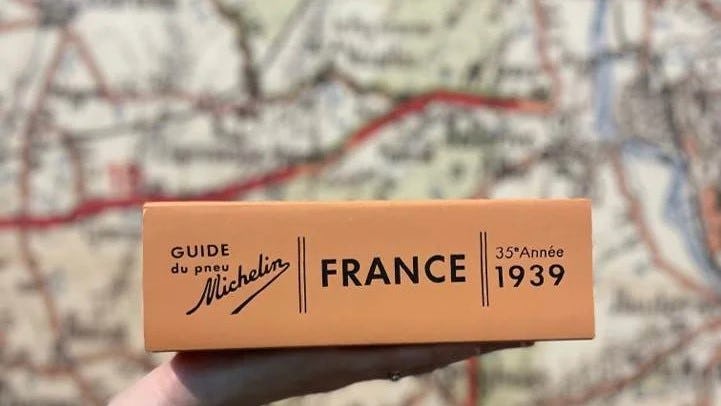 GUIDE
du pneu
Michelin
FRANCE
35e Année
1939